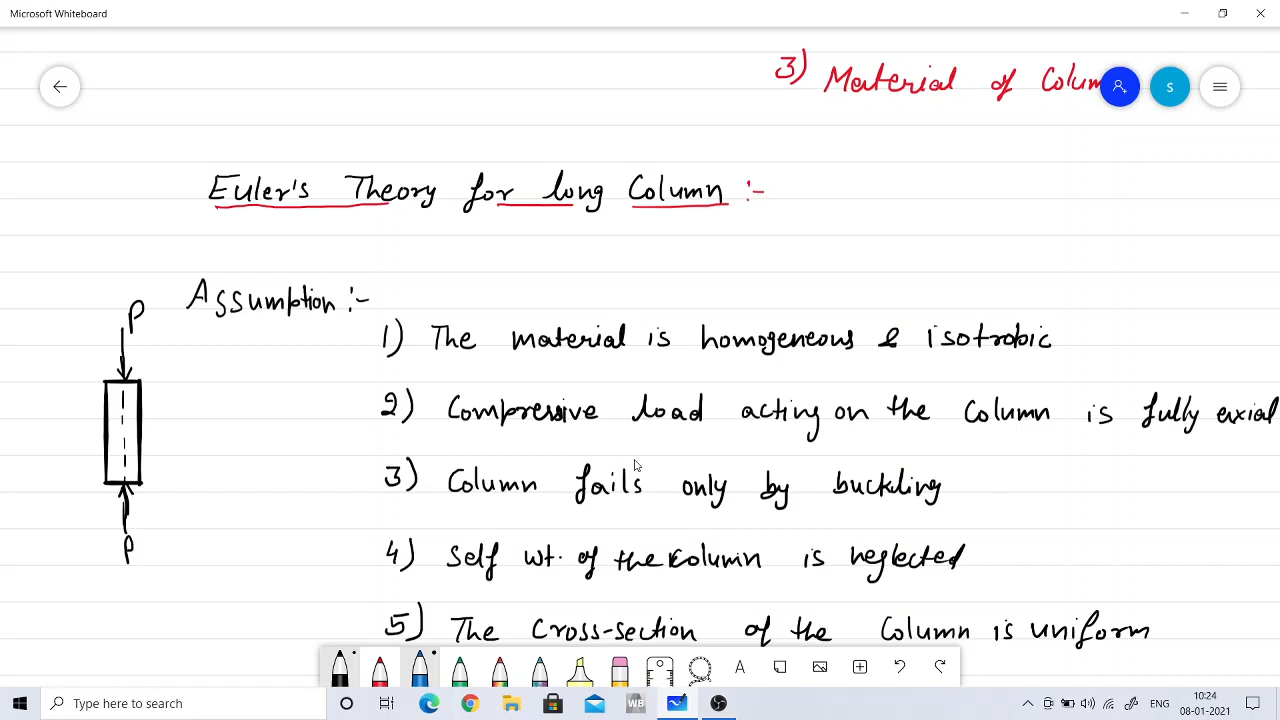 Microsoft Whiteboard
3) Material of Colum
S
Euler's Theory for long Column :-
Assumption :-
P
1) The material is homogeneous & isotrobic
2) Compressive load acting on the Column is fully axial
3) Column fails only by buckling
4) Self wt. of the Column is neglected
P
5) The Cross-section of the Column is uniform
A
Type here to search
WB
ENG
10:24
08-01-2021